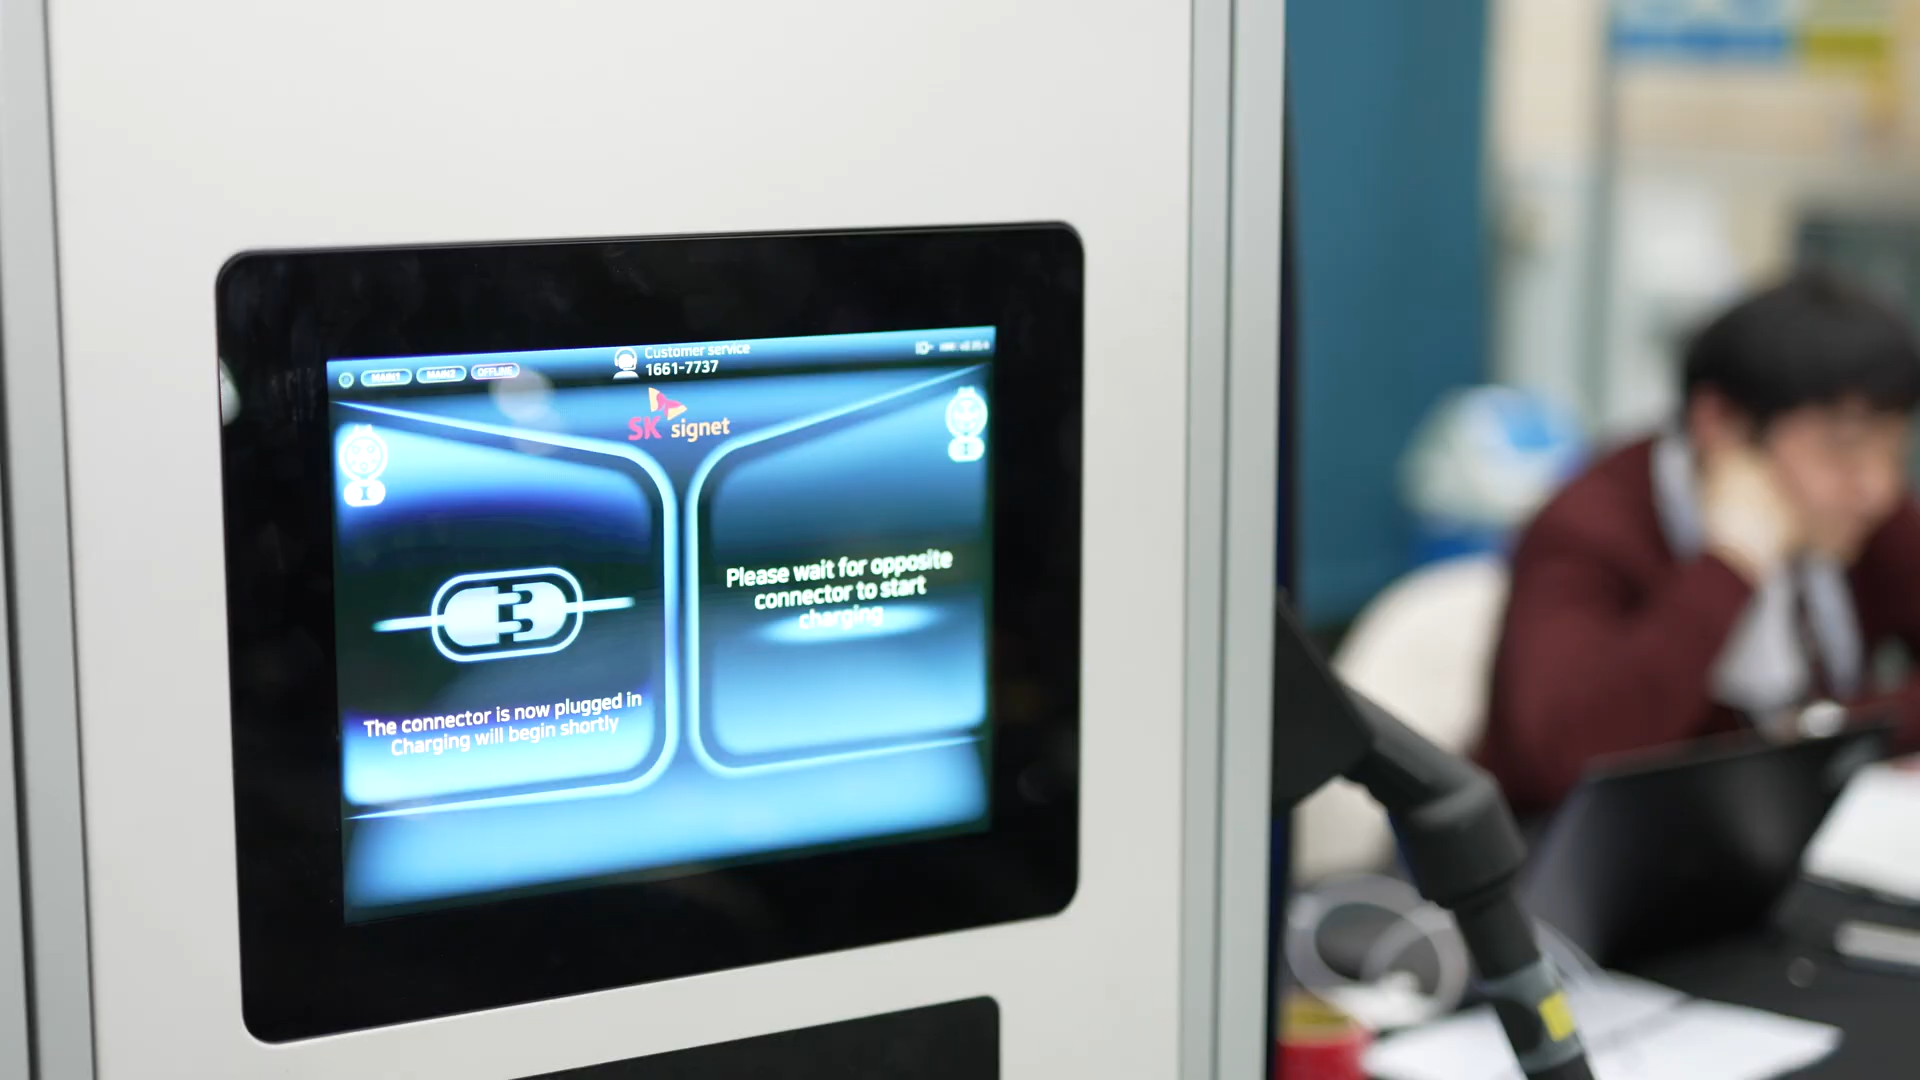 MAIN1 MAIN2 OFFLINE
Customer service
1661-7737
SK signet
The connector is now plugged in
Charging will begin shortly
Please wait for opposite
connector to start
charging